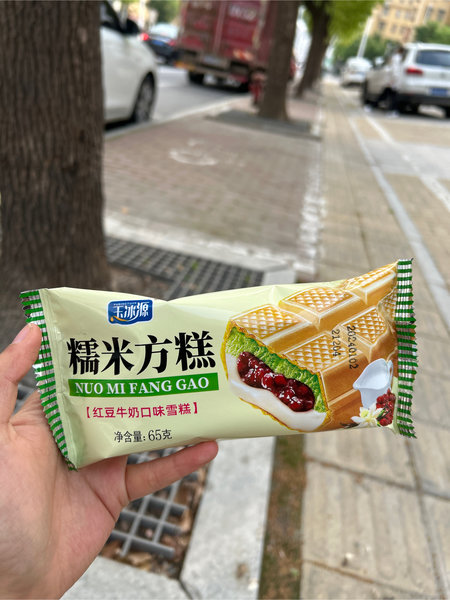 玉冰源
糯米方糕
NUO MI FANG GAO
【红豆牛奶口味雪糕】
净含量:65克
20240102
21204